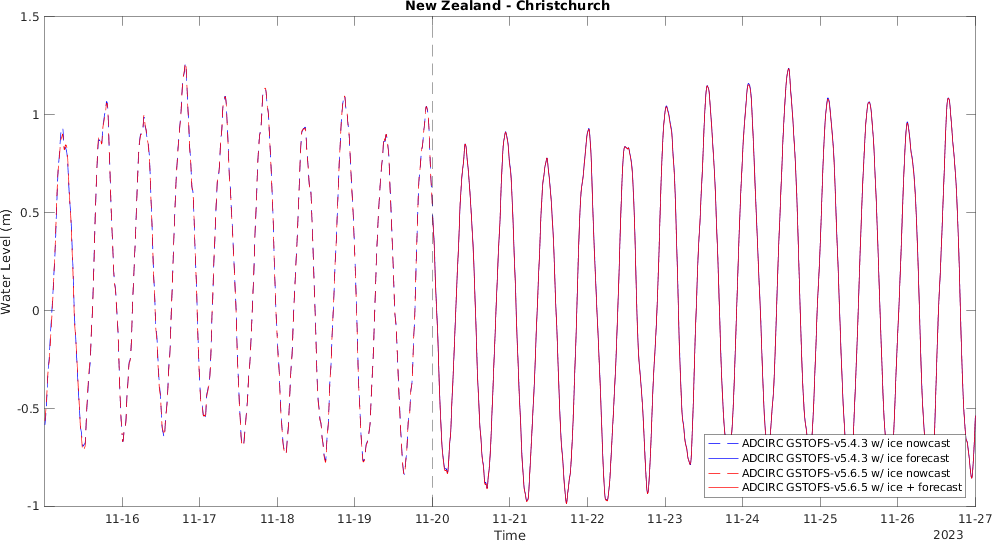 New Zealand - Christchurch
1.5
1
0.5
0
-0.5
-1
Water Level (m)
11-16
11-17
11-18
11-19
11-20
11-21
11-22
11-23
11-24
11-25
11-26
11-27
Time
2023
ADCIRC GSTOFS-v5.4.3 w/ ice nowcast
ADCIRC GSTOFS-v5.4.3 w/ ice forecast
ADCIRC GSTOFS-v5.6.5 w/ ice nowcast
ADCIRC GSTOFS-v5.6.5 w/ ice + forecast